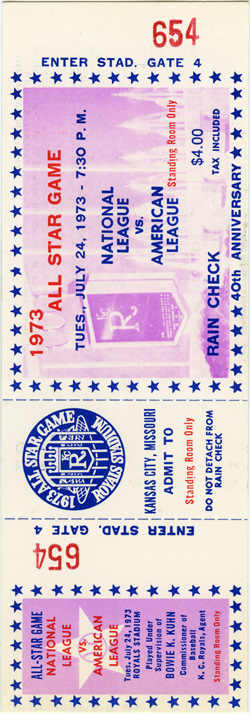 654
ENTER STAD. GATE 4
1973 ALL STAR GAME
TUES. JULY 24, 1973 - 7:30 P.M.
NATIONAL
LEAGUE
VS.
AMERICAN
LEAGUE
Standing Room Only
$4.00
TAX INCLUDED
RAIN CHECK
40th ANNIVERSARY
R
1973 ALL STAR GAME
ROYALS STADIUM
R
KANSAS CITY, MISSOURI
ADMIT TO
Standing Room Only
DO NOT DETACH FROM
RAIN CHECK
ENTER STAD. GATE 4
654
ALL-STAR GAME
NATIONAL
LEAGUE
VS.
AMERICAN
LEAGUE
Tues. July 24, 1973
ROYALS STADIUM
Played Under
Supervision of
BOWIE K. KUHN
Commissioner of
Baseball
K. C. Royals, Agent
Standing Room Only